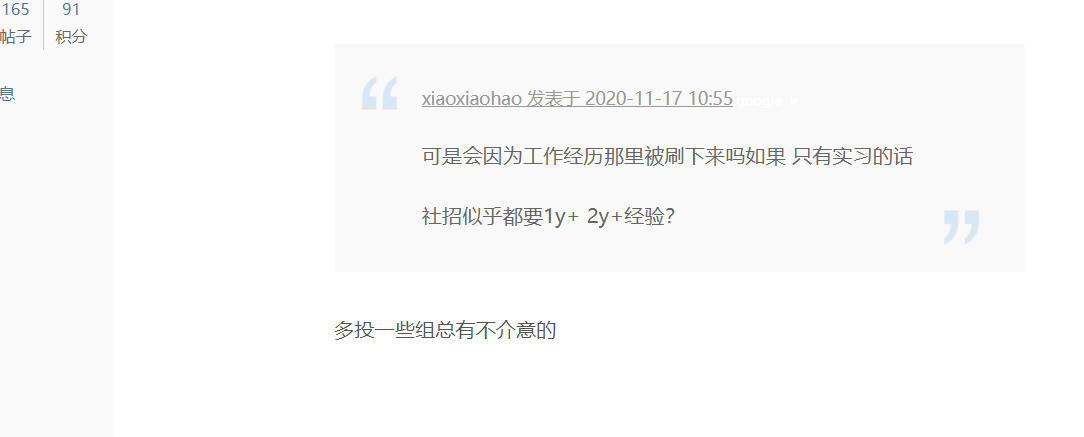 165 91
帖子 积分
息
xiaoxiaohao 发表于 2020-11-17 10:55
可是会因为工作经历那里被刷下来吗如果 只有实习的话
社招似乎都要1y+ 2y+经验?
多投一些组总有不介意的